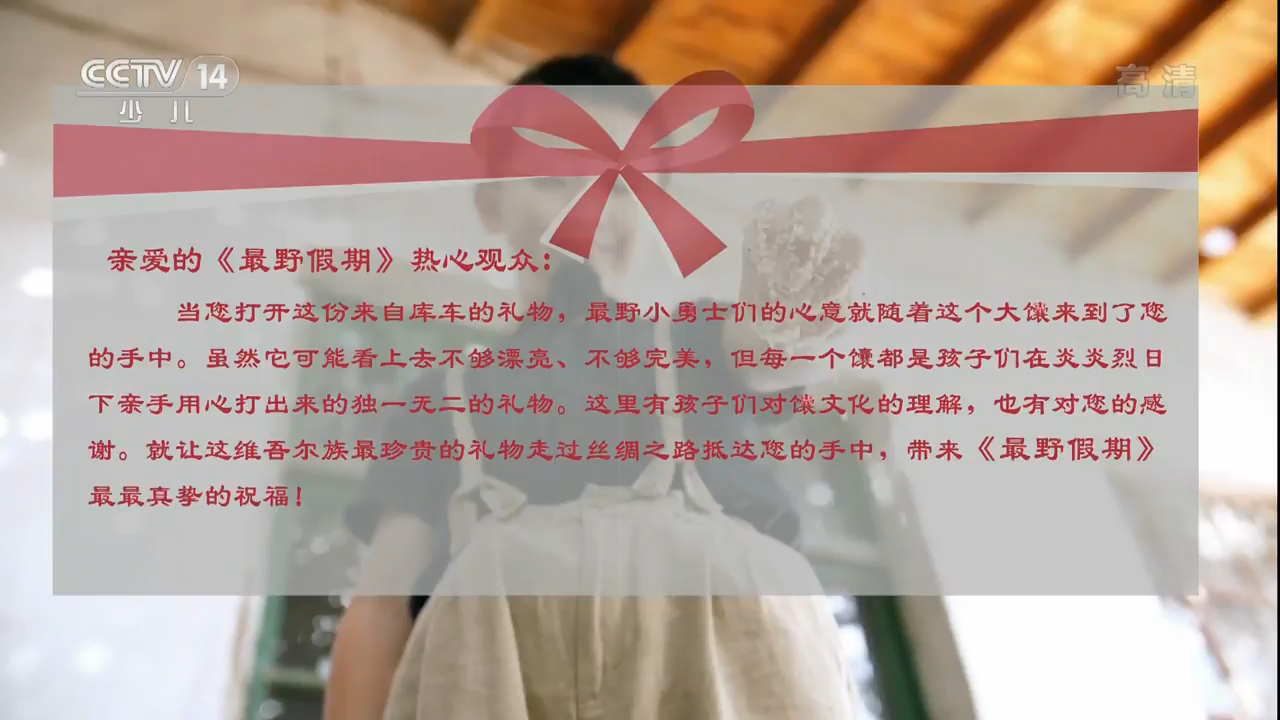 CCTV 14
少儿
高清
亲爱的《最野假期》热心观众：
当您打开这份来自库车的礼物，最野小勇士们的心意就随着这个大馕来到了您
的手中。虽然它可能看上去不够漂亮、不够完美，但每一个馕都是孩子们在炎炎烈日
下亲手用心打出来的独一无二的礼物。这里有孩子们对馕文化的理解，也有对您的感
谢。就让这维吾尔族最珍贵的礼物走过丝绸之路抵达您的手中，带来《最野假期》
最最真挚的祝福！